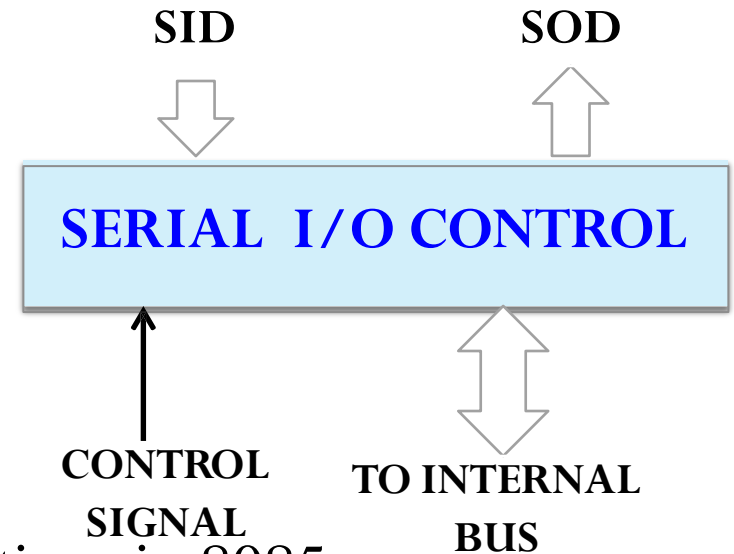 SID
SOD
SERIAL I/O CONTROL
CONTROL
SIGNAL
TO INTERNAL
BUS